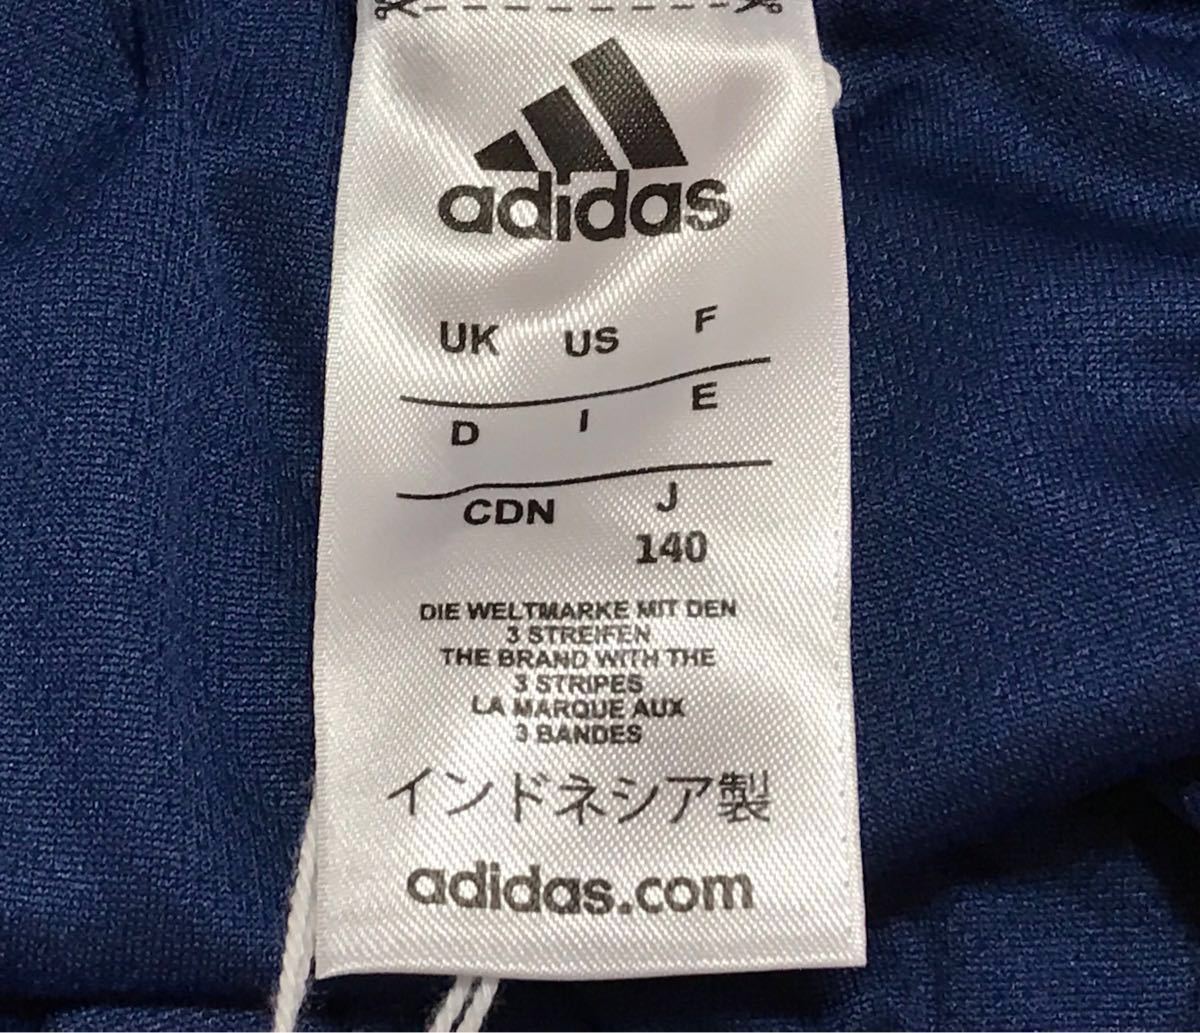 adidas
UK US F
D I E
CDN J
140
DIE WELTMARKE MIT DEN
3 STREIFEN
THE BRAND WITH THE
3 STRIPES
LA MARQUE AUX
3 BANDES
インドネシア製
adidas.com